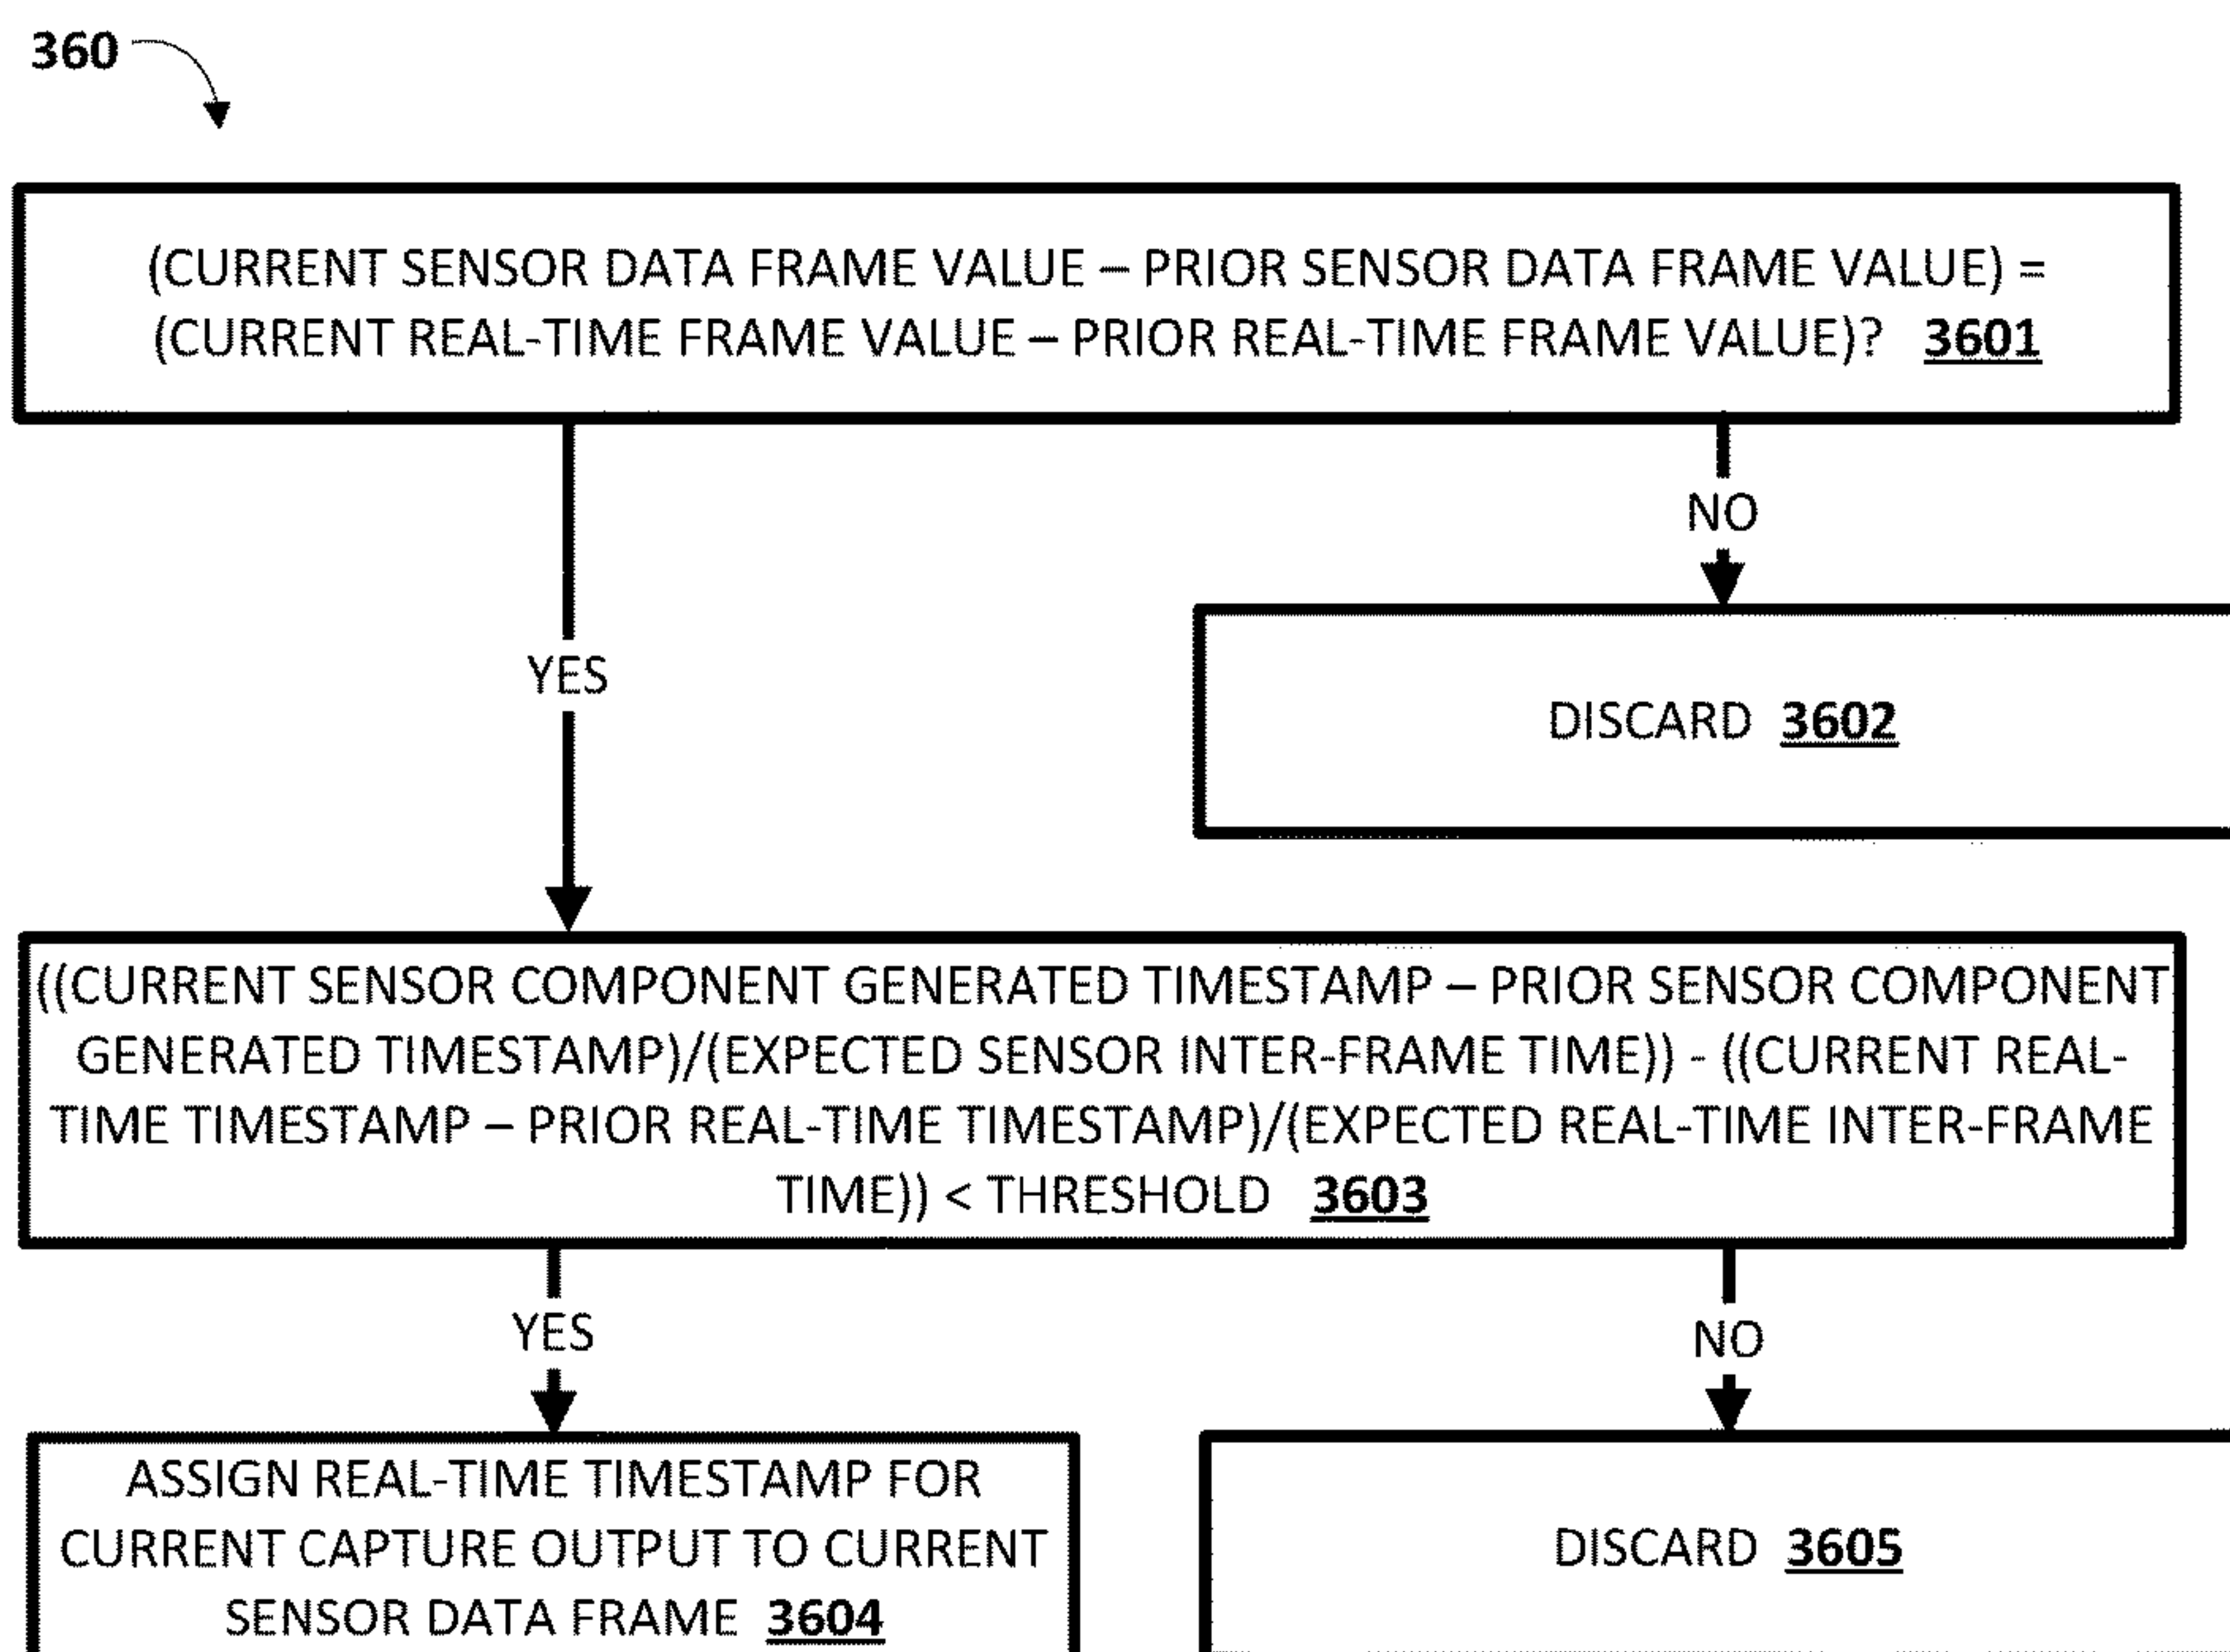 360
(CURRENT SENSOR DATA FRAME VALUE – PRIOR SENSOR DATA FRAME VALUE) =
(CURRENT REAL-TIME FRAME VALUE – PRIOR REAL-TIME FRAME VALUE)? 3601
NO
YES
DISCARD 3602
((CURRENT SENSOR COMPONENT GENERATED TIMESTAMP – PRIOR SENSOR COMPONENT
GENERATED TIMESTAMP)/(EXPECTED SENSOR INTER-FRAME TIME)) - ((CURRENT REAL-
TIME TIMESTAMP – PRIOR REAL-TIME TIMESTAMP)/(EXPECTED REAL-TIME INTER-FRAME
TIME)) < THRESHOLD 3603
YES
NO
ASSIGN REAL-TIME TIMESTAMP FOR
CURRENT CAPTURE OUTPUT TO CURRENT
SENSOR DATA FRAME 3604
DISCARD 3605